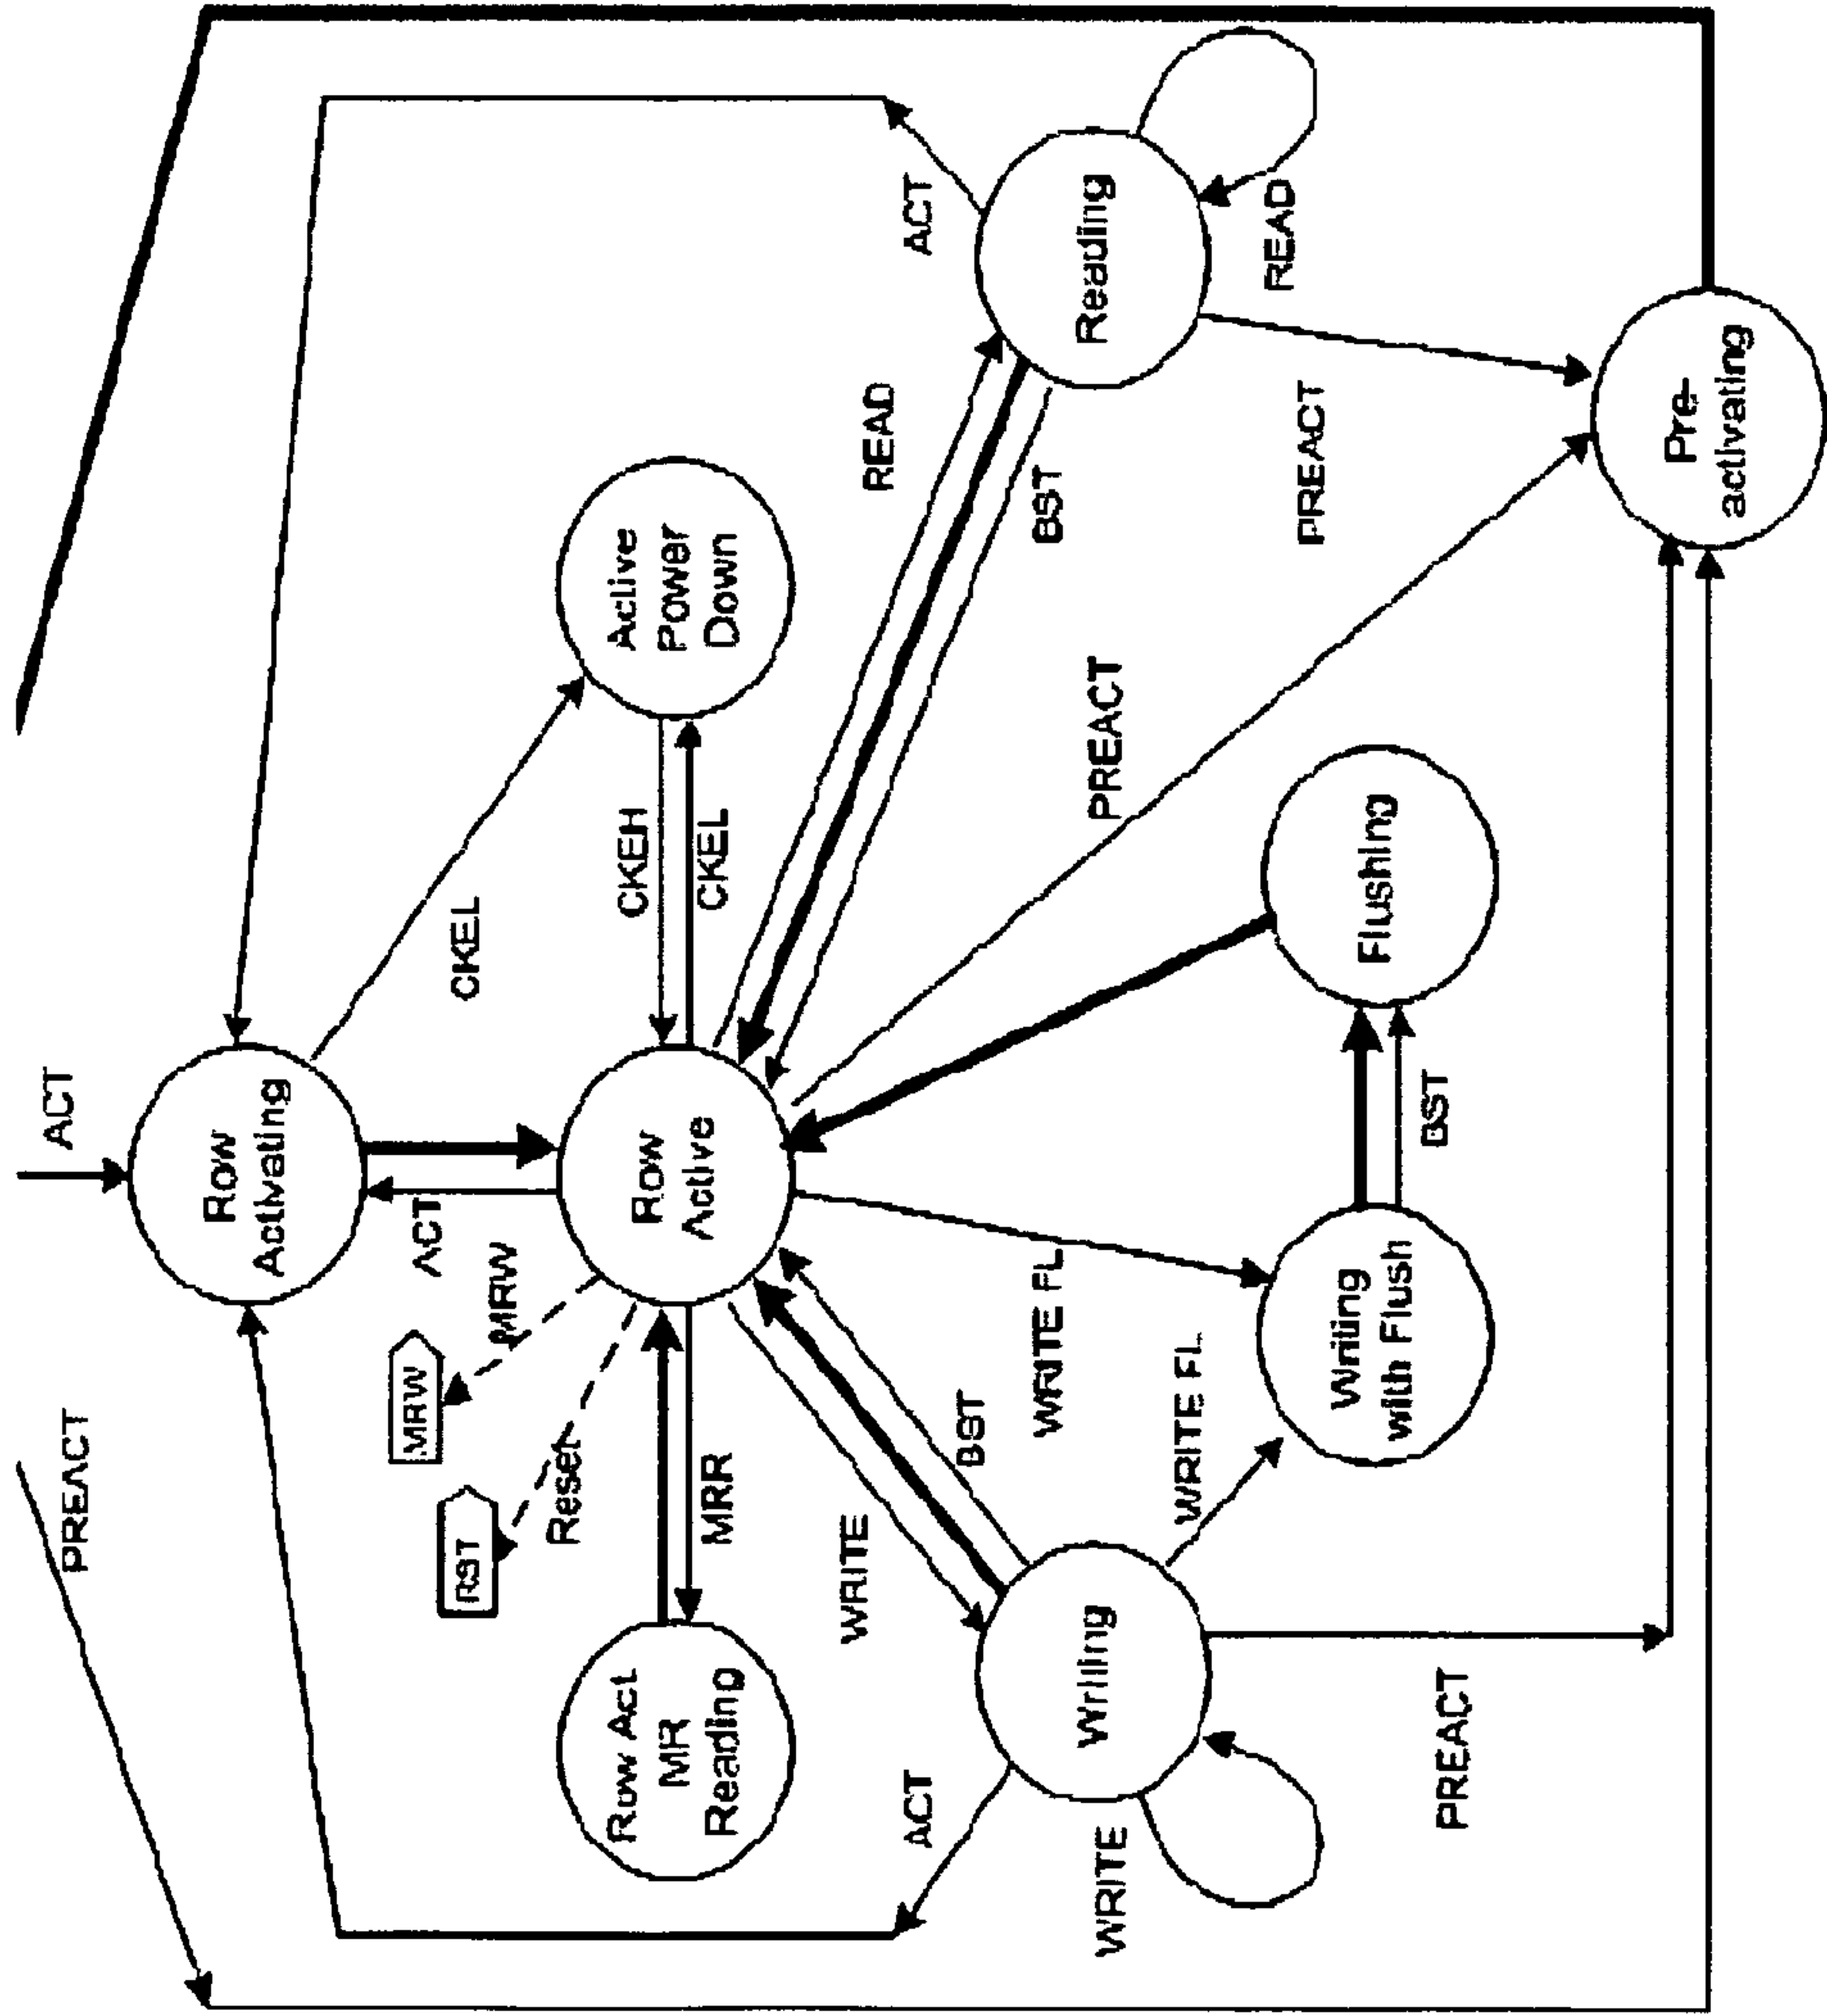 ACT
PREACT
Row
Activating
ACT
MRW
MRW
RST
Reset
CKEL
Row
Active
CKEH
CKEL
Active
Power
Down
Row Act
MR
Reading
MRR
ACT
READ
BST
ACT
Reading
READ
WRITE
BST
Writing
WRITE
WRITE FL
WRITE FL
PREACT
PREACT
Writing
with Flush
BST
Flushing
PREACT
Pre-
activating